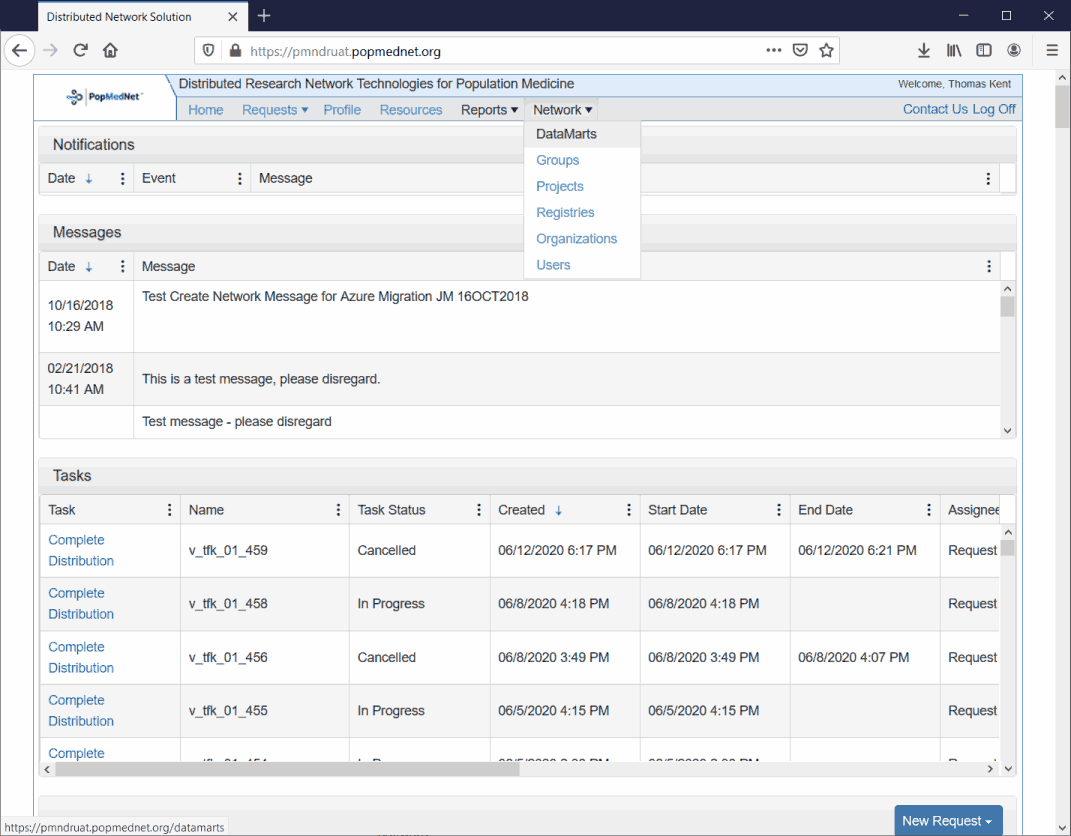 Distributed Network Solution
https://pmndruat.popmednet.org
PopMedNet™
Distributed Research Network Technologies for Population Medicine
Welcome, Thomas Kent
Home Requests Profile Resources Reports Network
Contact Us Log Off
DataMarts
Groups
Projects
Registries
Organizations
Users
Notifications
Date Event Message
Messages
Date Message
10/16/2018 10:29 AM
Test Create Network Message for Azure Migration JM 16OCT2018
02/21/2018 10:41 AM
This is a test message, please disregard.
Test message - please disregard
Tasks
Task Name Task Status Created Start Date End Date Assignee
Complete Distribution v_tfk_01_459 Cancelled 06/12/2020 6:17 PM 06/12/2020 6:17 PM 06/12/2020 6:21 PM Request
Complete Distribution v_tfk_01_458 In Progress 06/8/2020 4:18 PM 06/8/2020 4:18 PM Request
Complete Distribution v_tfk_01_456 Cancelled 06/8/2020 3:49 PM 06/8/2020 3:49 PM 06/8/2020 4:07 PM Request
Complete Distribution v_tfk_01_455 In Progress 06/5/2020 4:15 PM 06/5/2020 4:15 PM Request
Complete
New Request
https://pmndruat.popmednet.org/datamarts